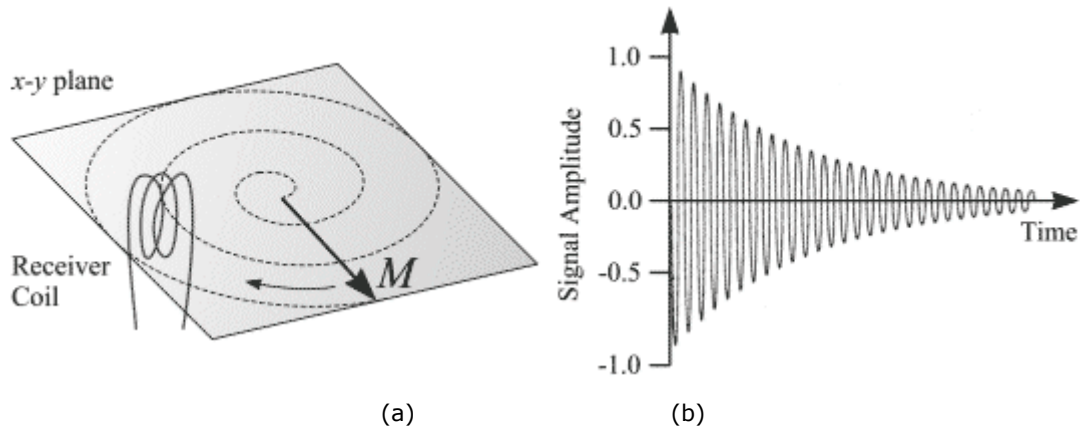 x-y plane
Receiver
Coil
M
(a)
Signal Amplitude
1.0
0.5
0.0
-0.5
-1.0
Time
(b)